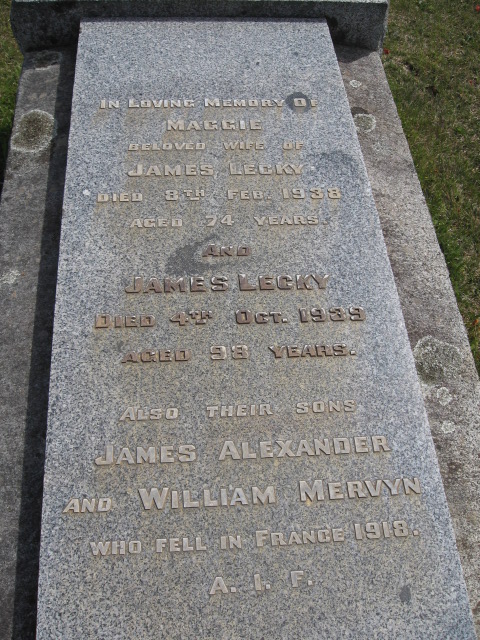 In Loving Memory Of
Maggie
beloved wife of
James Lecky
Died 8th Feb. 1938
aged 74 years.
And
James Lecky
Died 4th Oct. 1939
aged 98 years.
Also their sons
James Alexander
and William Mervyn
who fell in France 1918.
A. I. F.